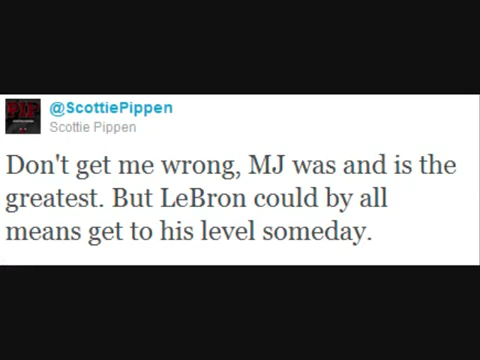 @ScottiePippen
Scottie Pippen
Don't get me wrong, MJ was and is the
greatest. But LeBron could by all
means get to his level someday.